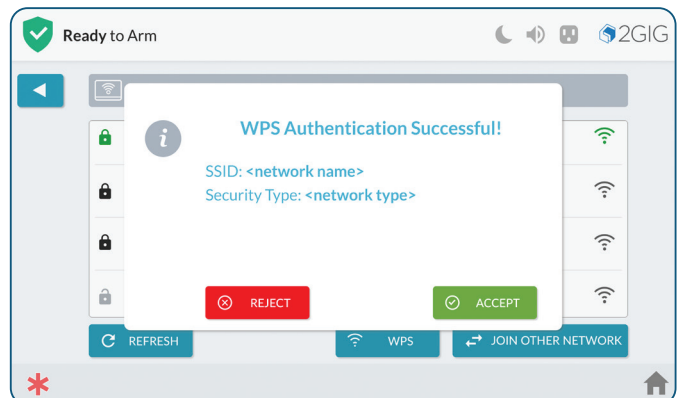 Ready to Arm
2GIG
WPS Authentication Successful!
SSID: <network name>
Security Type: <network type>
REJECT
ACCEPT
REFRESH
WPS
JOIN OTHER NETWORK